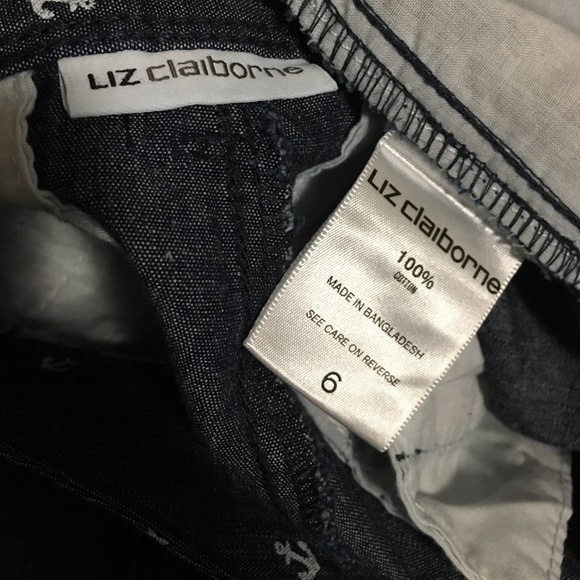 LIZ claiborne
LIZ claiborne
100%
COTTON
MADE IN BANGLADESH
SEE CARE ON REVERSE
6